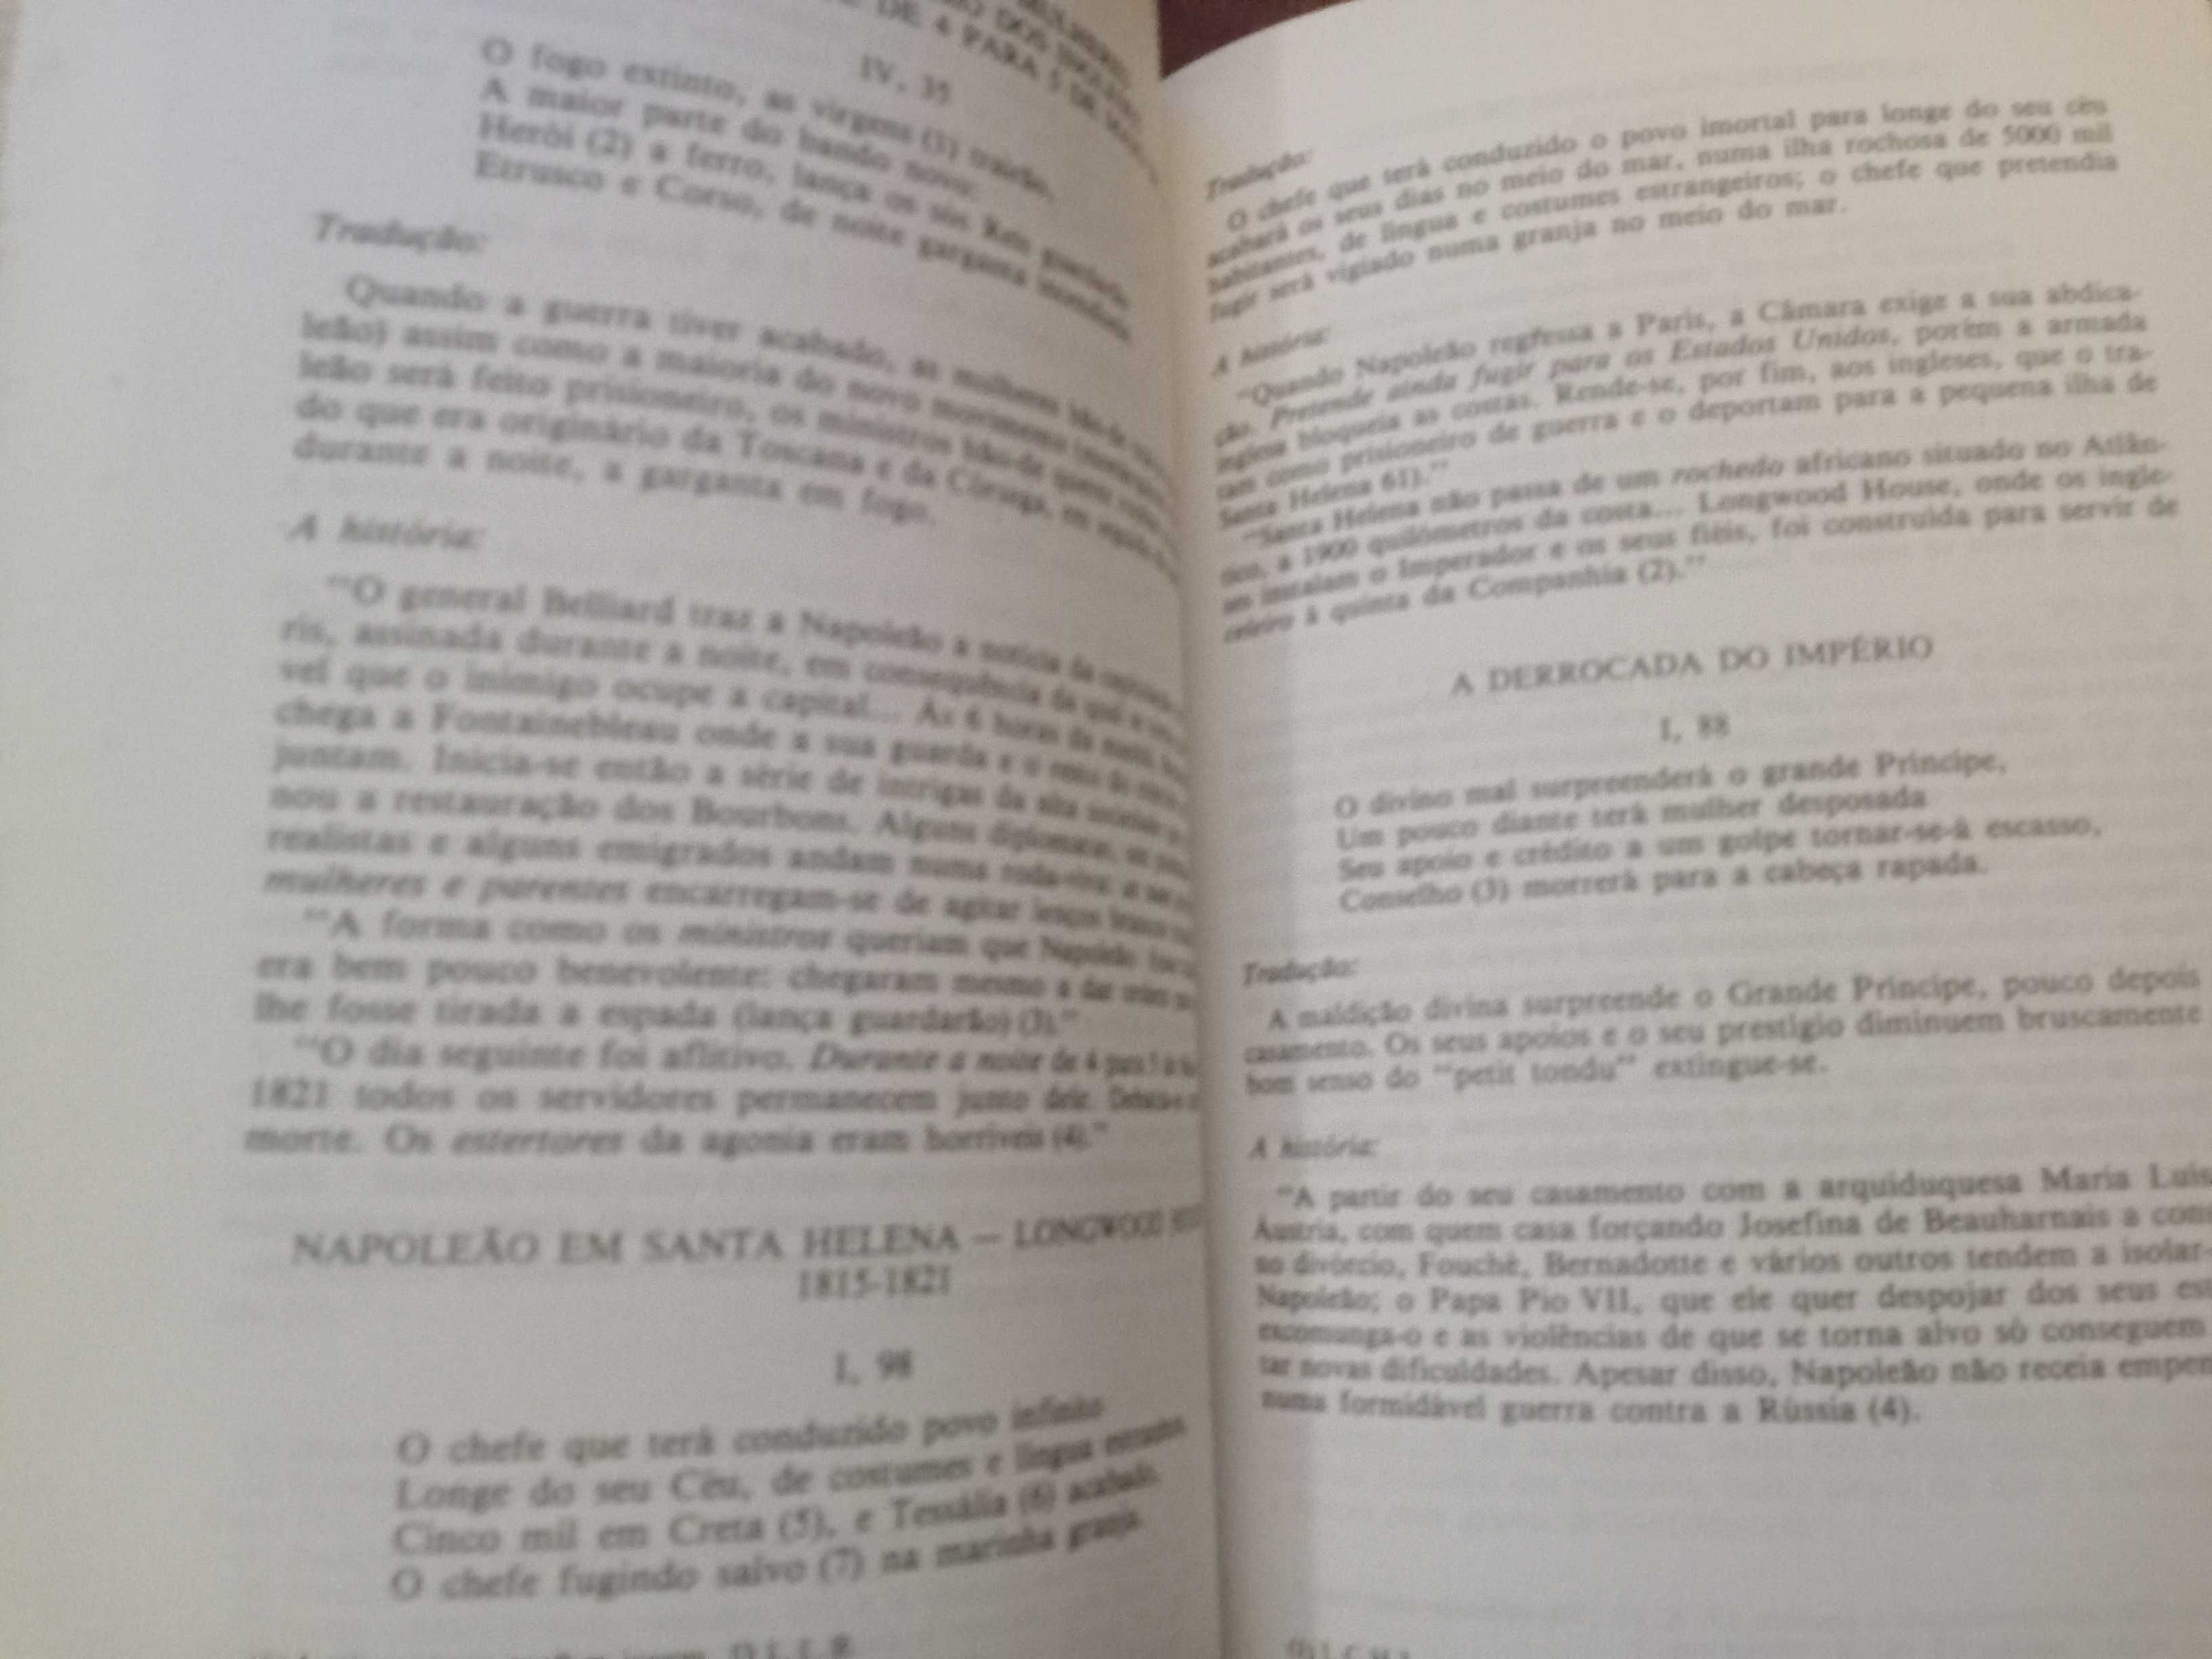 DE 4 PARA 5 DE
IV, 35
O fogo extinto, as virgens (1) trairão,
A maior parte do bando novo:
Herói (2) a ferro, lança os sós Reis guardarão
Etrusco e Corso, de noite garganta
Tradução:
Quando a guerra tiver acabado, as mulheres
leão) assim como a maioria do novo movimento
leão será feito prisioneiro, os ministros hão-de
do que era originário da Toscana e da Córsega, em
durante a noite, a garganta em fogo.
A história:
"O general Belliard traz a Napoleão a notícia da
ris, assinada durante a noite, em consequência da qual
vel que o inimigo ocupe a capital... Às 6 horas da
chega a Fontainebleau onde a sua guarda e o resto
juntam. Inicia-se então a série de intrigas da alta
nou a restauração dos Bourbons. Alguns diplomatas,
realistas e alguns emigrados andam numa roda-viva:
mulheres e parentes encarregam-se de agitar lenços
"A forma como os ministros queriam que Napoleão
era bem pouco benevolente: chegaram mesmo a dar
lhe fosse tirada a espada (lança guardarão) (3)."
"O dia seguinte foi aflitivo. Durante a noite de 4 para 5
1821 todos os servidores permanecem junto dele.
morte. Os estertores da agonia eram horríveis (4)."
NAPOLEÃO EM SANTA HELENA — LONGWOOD
1815-1821
I, 98
O chefe que terá conduzido povo infinito
Longe do seu Céu, de costumes e língua
Cinco mil em Creta (5), e Tessália (6) acabado,
O chefe fugindo salvo (7) na marinha granja.
Tradução:
O chefe que terá conduzido o povo imortal para longe do seu céu
acabará os seus dias no meio do mar, numa ilha rochosa de 5000 mil
habitantes, de língua e costumes estrangeiros; o chefe que pretendia
fugir será vigiado numa granja no meio do mar.
A história:
"Quando Napoleão regressa a Paris, a Câmara exige a sua abdica-
ção. Pretende ainda fugir para os Estados Unidos, porém a armada
inglesa bloqueia as costas. Rende-se, por fim, aos ingleses, que o tra-
tam como prisioneiro de guerra e o deportam para a pequena ilha de
Santa Helena 61)."
"Santa Helena não passa de um rochedo africano situado no Atlân-
tico, a 1900 quilómetros da costa... Longwood House, onde os ingle-
ses instalam o Imperador e os seus fiéis, foi construída para servir de
celeiro à quinta da Companhia (2)."
A DERROCADA DO IMPÉRIO
I, 88
O divino mal surpreenderá o grande Príncipe,
Um pouco diante terá mulher desposada
Seu apoio e crédito a um golpe tornar-se-á escasso,
Conselho (3) morrerá para a cabeça rapada.
Tradução:
A maldição divina surpreende o Grande Príncipe, pouco depois
casamento. Os seus apoios e o seu prestígio diminuem bruscamente
bom senso do "petit tondu" extingue-se.
A história:
"A partir do seu casamento com a arquiduquesa Maria Luís
Áustria, com quem casa forçando Josefina de Beauharnais a con
no divórcio, Fouché, Bernadotte e vários outros tendem a isolar-
Napoleão; o Papa Pio VII, que ele quer despojar dos seus es
excomunga-o e as violências de que se torna alvo só conseguem
tar novas dificuldades. Apesar disso, Napoleão não receia empen
numa formidável guerra contra a Rússia (4).